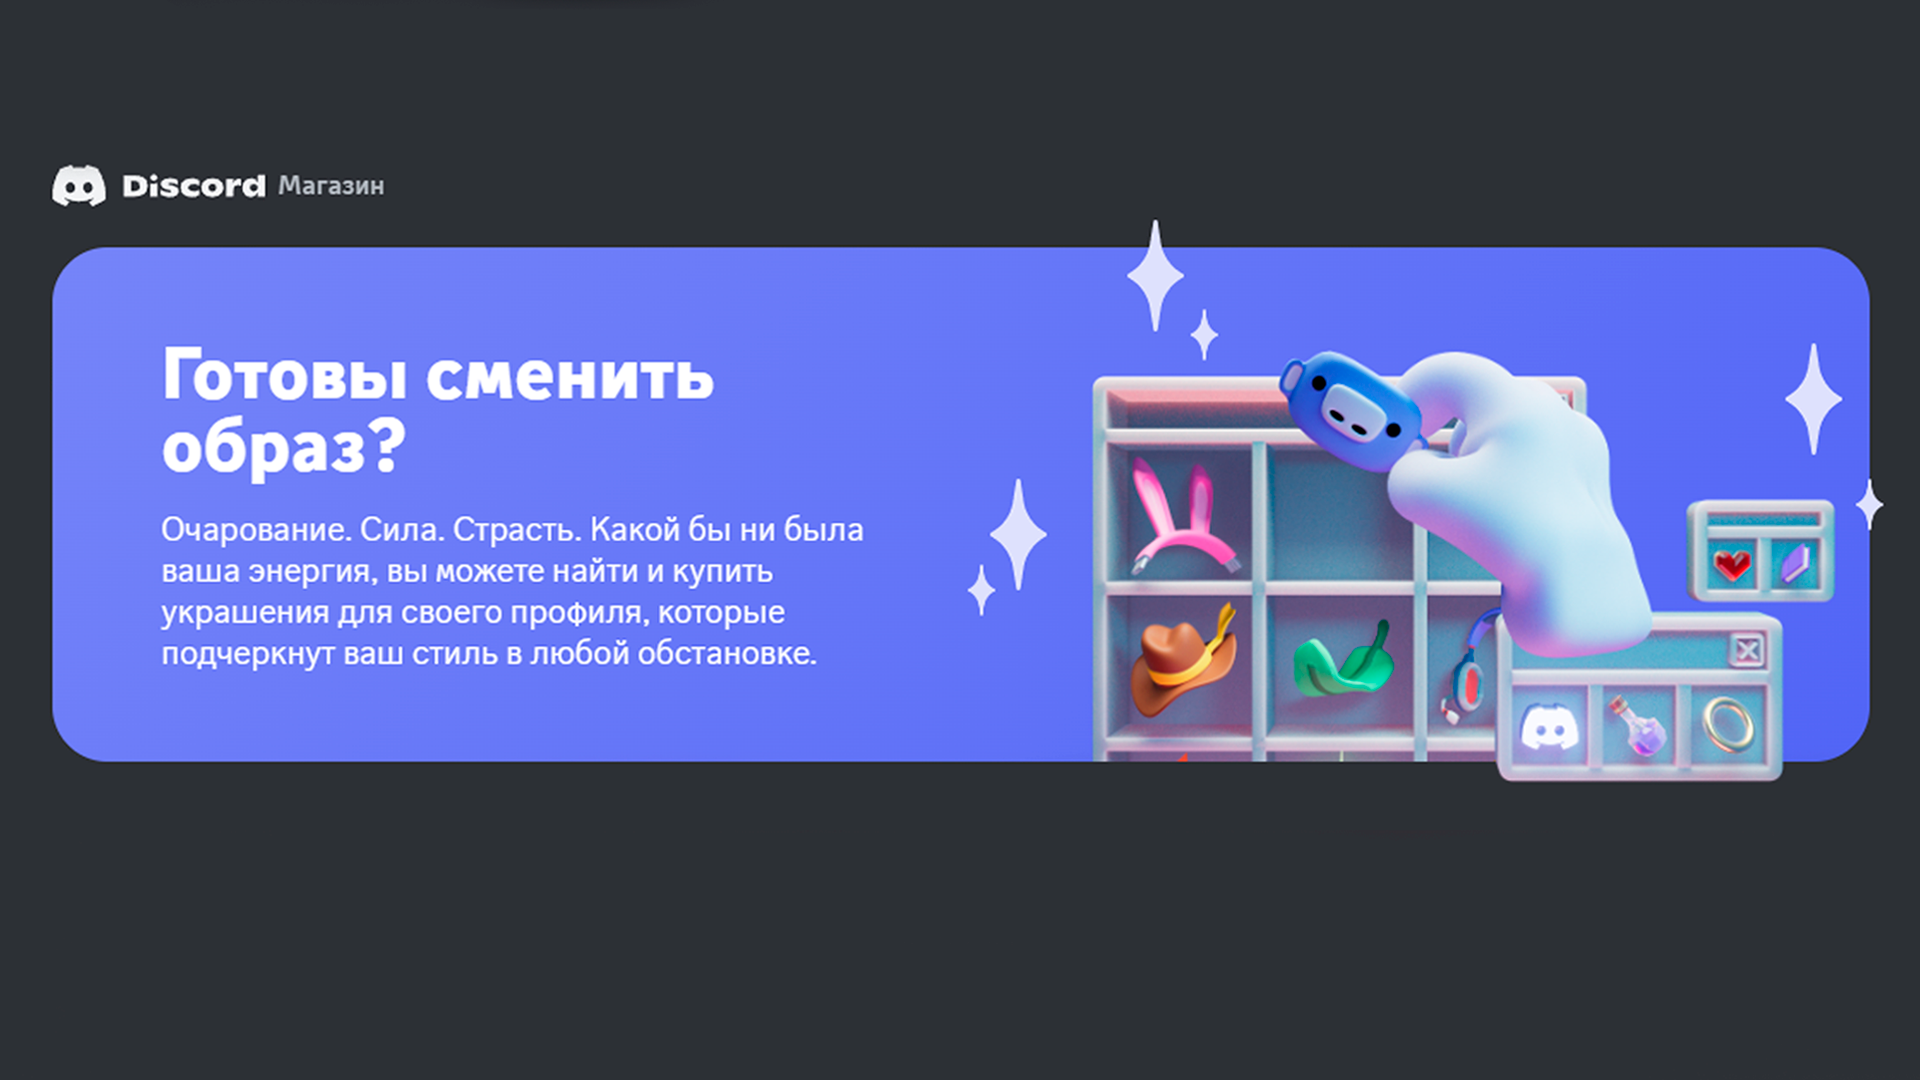 Discord Магазин
Готовы сменить
образ?
Очарование. Сила. Страсть. Какой бы ни была
ваша энергия, вы можете найти и купить
украшения для своего профиля, которые
подчеркнут ваш стиль в любой обстановке.